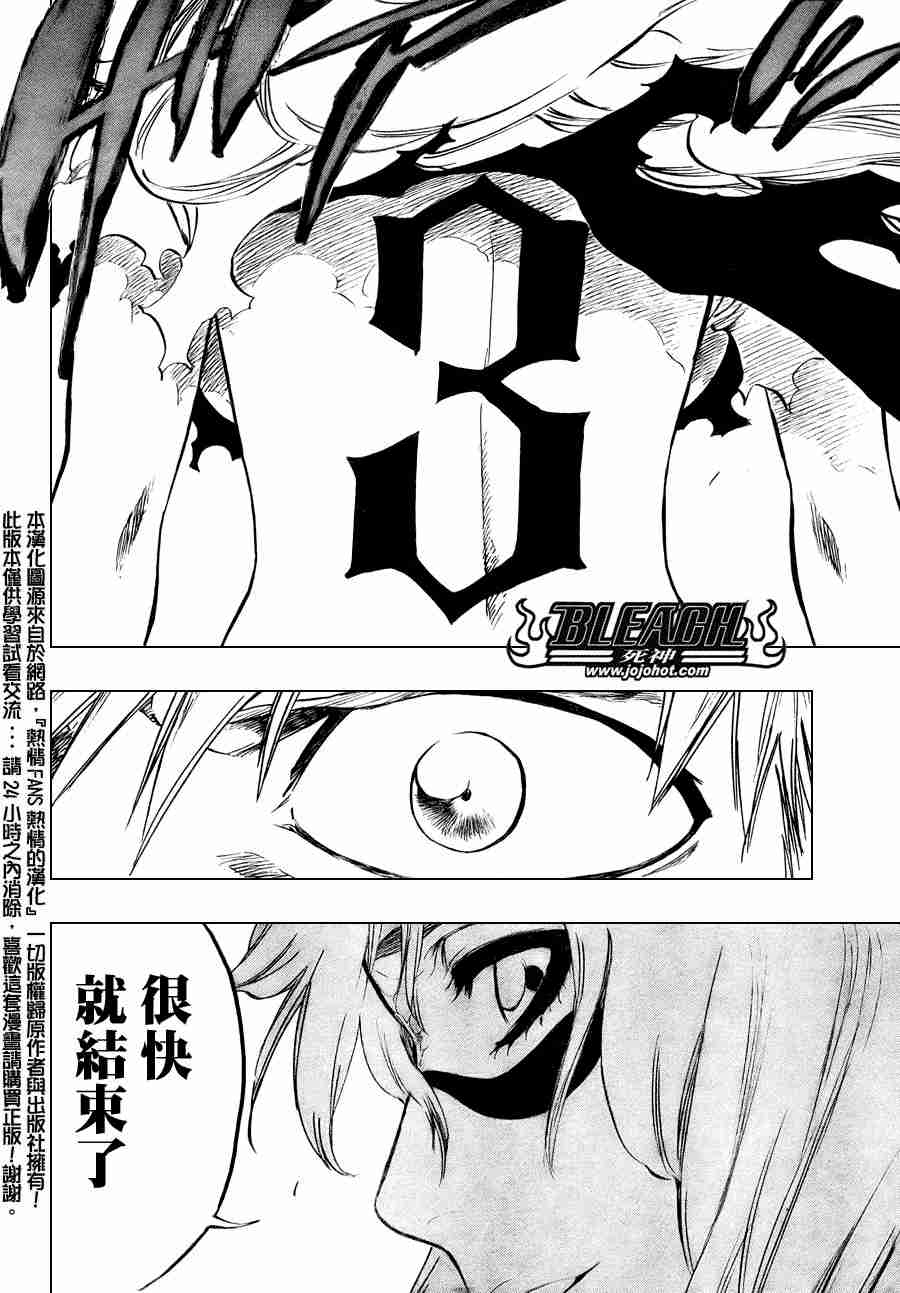 3
BLEACH
死神
www.jojohot.com
很快
就結束了
本漢化圖源來自於網路,『熱情FANS熱情的漢化』一切版權歸原作者與出版社擁有!
此版本僅供學習試看交流...請24小時之內消除,喜歡這套漫畫請購買正版!謝謝。